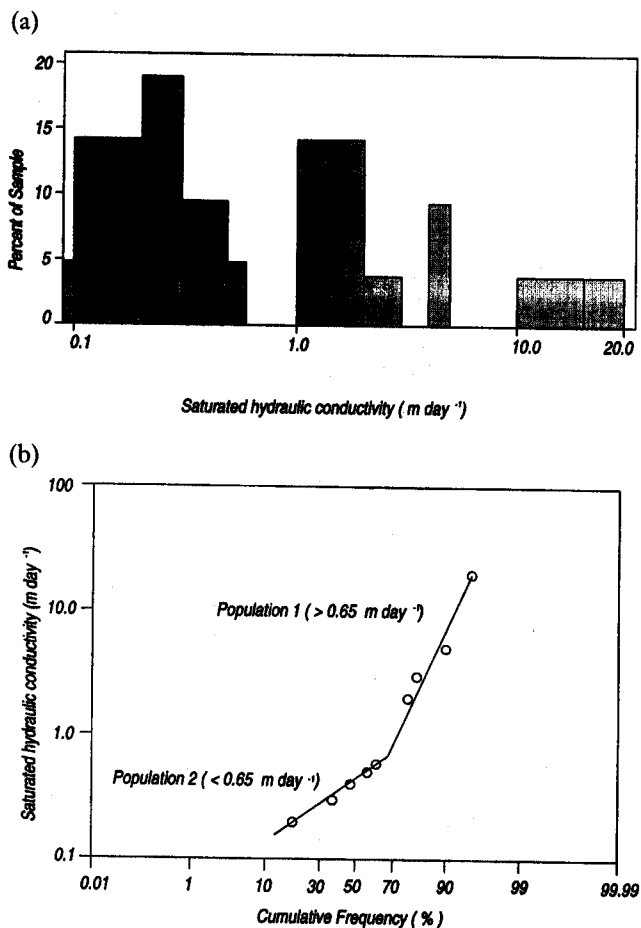 (a)
Percent of Sample
20
15
10
5
0
0.1 1.0 10.0 20.0
Saturated hydraulic conductivity ( m day -1)
(b)
Saturated hydraulic conductivity (m day -1)
100
10.0
1.0
0.1
Population 1 ( > 0.65 m day -1)
Population 2 ( < 0.65 m day -1)
0.01 1 10 30 50 70 90 99 99.99
Cumulative Frequency ( % )